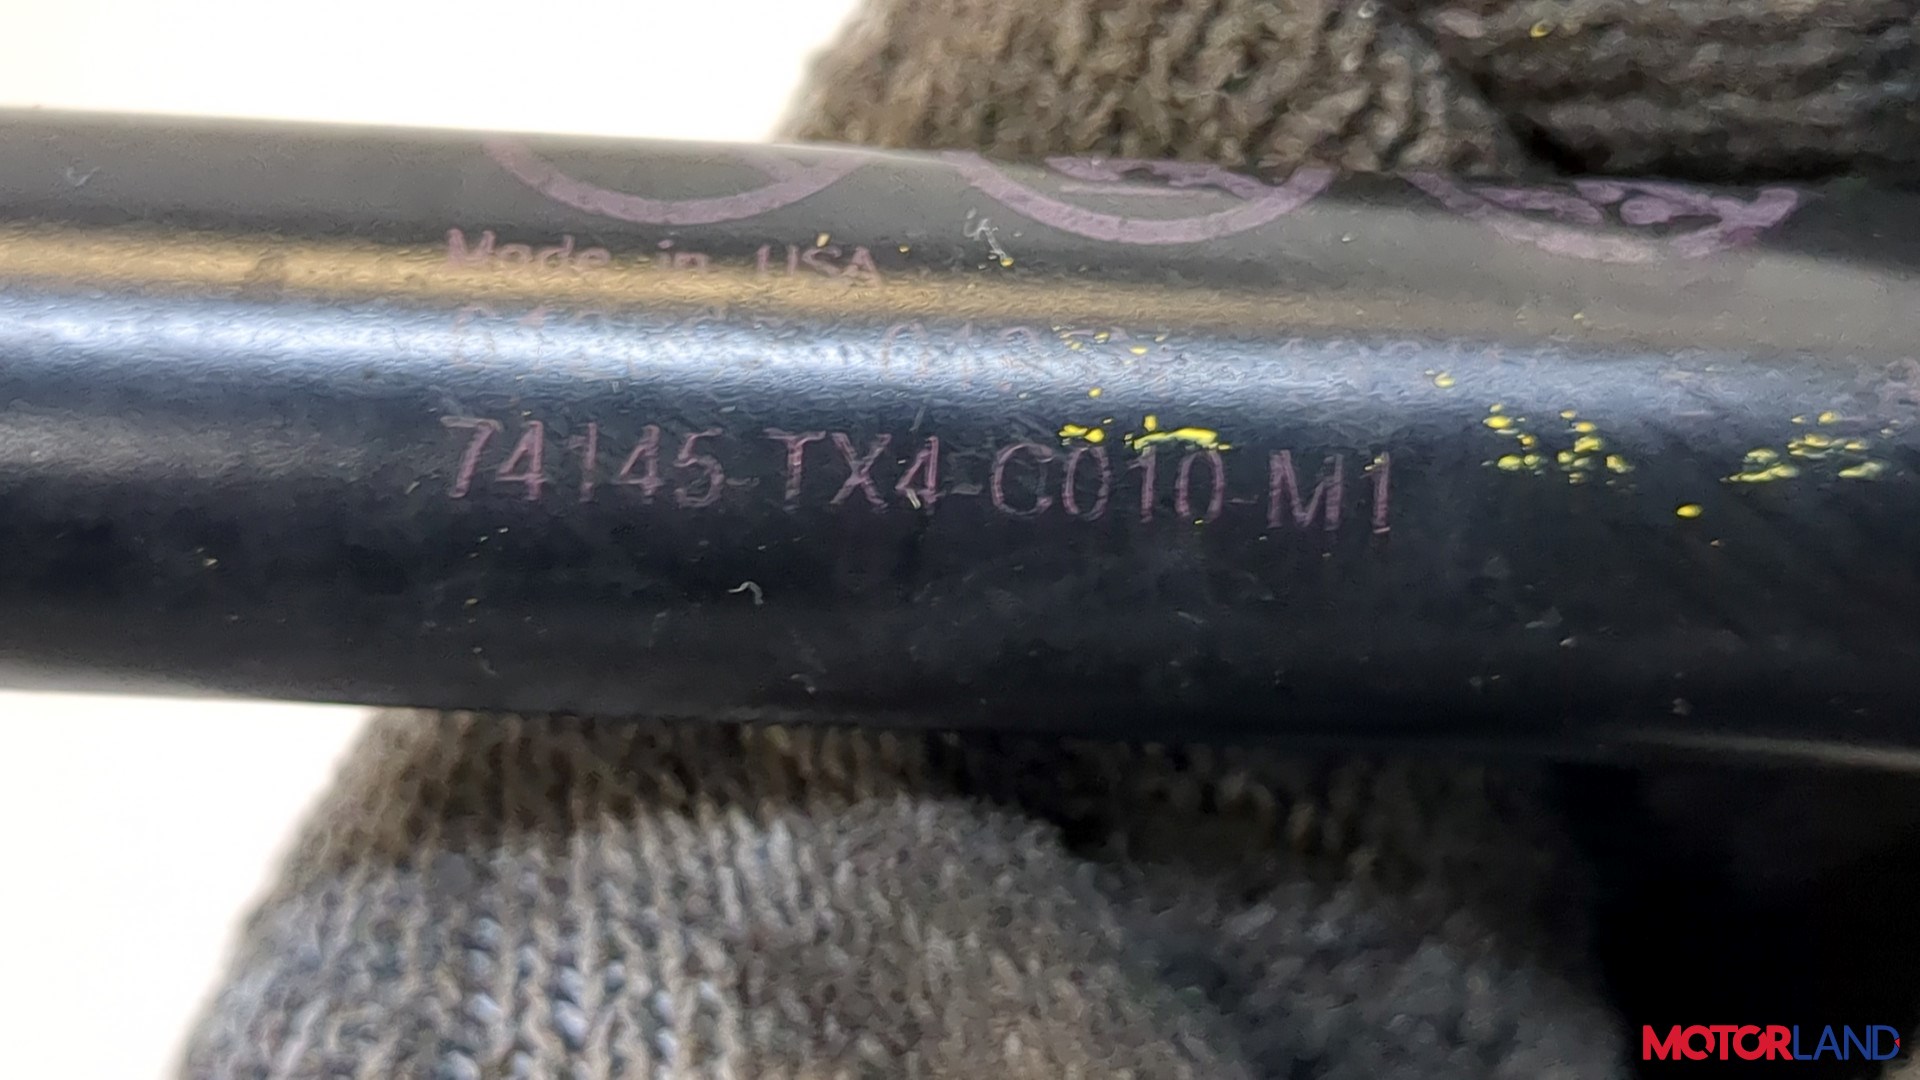 Made in USA
74145-TX4-C010-M1
MOTORLAND